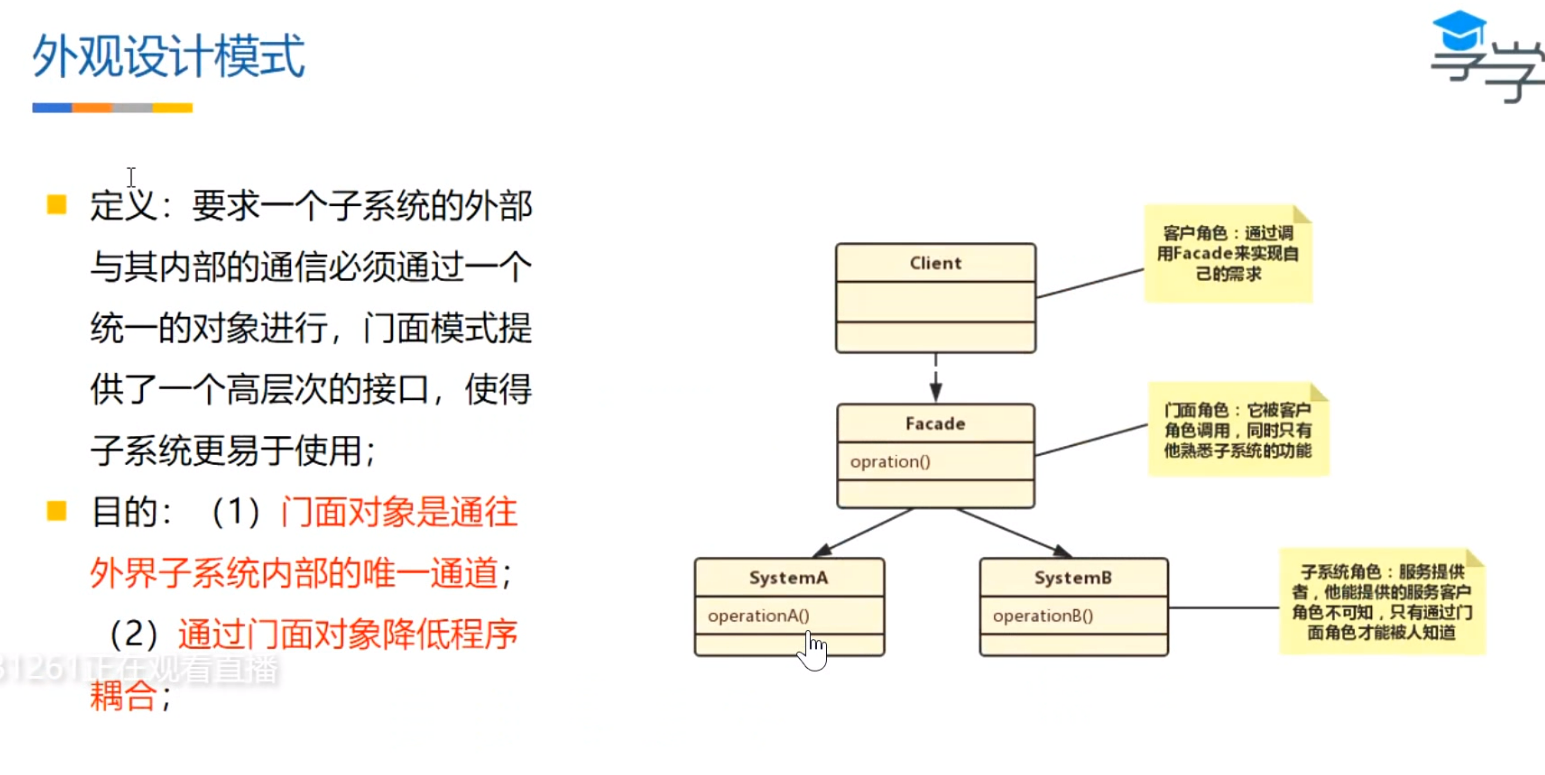 外观设计模式
享学
定义：要求一个子系统的外部
与其内部的通信必须通过一个
统一的对象进行，门面模式提
供了一个高层次的接口，使得
子系统更易于使用；
目的：（1）门面对象是通往
外界子系统内部的唯一通道；
（2）通过门面对象降低程序
耦合；
31261正在观看直播
Client
客户角色：通过调
用Facade来实现自
己的需求
Facade
opration()
门面角色：它被客户
角色调用，同时只有
他熟悉子系统的功能
SystemA
operationA()
SystemB
operationB()
子系统角色：服务提供
者，他能提供的服务客户
角色不可知，只有通过门
面角色才能被人知道